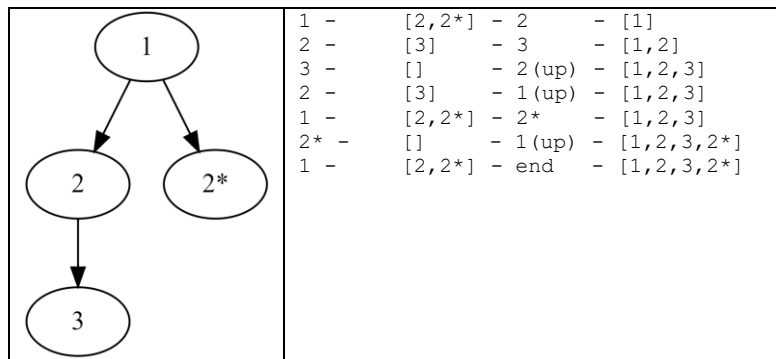 1
2
2*
3
1 - [2,2*] - 2 - [1]
2 - [3] - 3 - [1,2]
3 - [] - 2(up) - [1,2,3]
2 - [3] - 1(up) - [1,2,3]
1 - [2,2*] - 2* - [1,2,3]
2* - [] - 1(up) - [1,2,3,2*]
1 - [2,2*] - end - [1,2,3,2*]